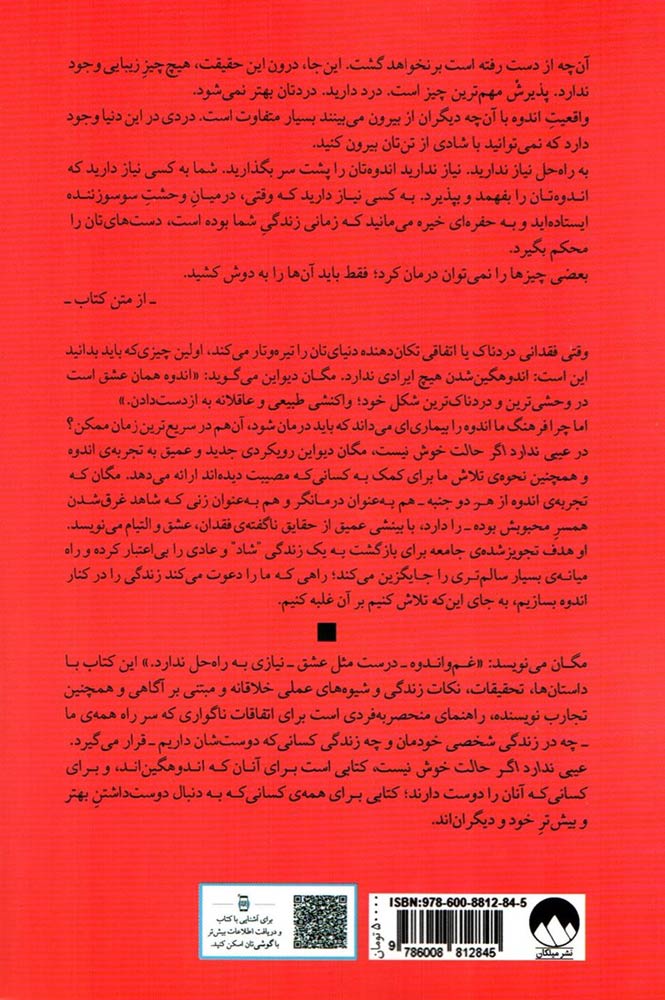 آن‌چه از دست رفته است برنخواهد گشت. این‌جا، درون این حقیقت، هیچ چیزِ زیبایی وجود
ندارد. پذیرشْ مهم‌ترین چیز است. درد دارید. دردتان بهتر نمی‌شود.
واقعیتِ اندوه با آن‌چه دیگران از بیرون می‌بینند بسیار متفاوت است. دردی در این دنیا وجود
دارد که نمی‌توانید با شادی از تن‌تان بیرون کنید.
به راه‌حل نیاز ندارید. نیاز ندارید اندوه‌تان را پشت سر بگذارید. شما به کسی نیاز دارید که
اندوه‌تان را بفهمد و بپذیرد. به کسی نیاز دارید که وقتی، درمیانِ وحشتِ سوسوزننده
ایستاده‌اید و به حفره‌ای خیره می‌مانید که زمانی زندگیِ شما بوده است، دست‌های‌تان را
محکم بگیرد.
بعضی چیزها را نمی‌توان درمان کرد؛ فقط باید آن‌ها را به دوش کشید.
ـ از متن کتاب ـ
وقتی فقدانی دردناک یا اتفاقی تکان‌دهنده دنیای‌تان را تیره‌وتار می‌کند، اولین چیزی‌که باید بدانید
این است: اندوهگین‌شدن هیچ ایرادی ندارد. مگان دیواین می‌گوید: «اندوه همان عشق است
در وحشی‌ترین و دردناک‌ترین شکل خود؛ واکنشی طبیعی و عاقلانه به ازدست‌دادن.»
اما چرا فرهنگ ما اندوه را بیماری‌ای می‌داند که باید درمان شود، آن‌هم در سریع‌ترین زمان ممکن؟
در عیبی ندارد اگر حالت خوش نیست، مگان دیواین رویکردی جدید و عمیق به تجربه‌ی اندوه
و همچنین نحوه‌ی تلاش ما برای کمک به کسانی‌که مصیبت دیده‌اند ارائه می‌دهد. مگان که
تجربه‌ی اندوه از هر دو جنبه ـ هم به‌عنوان درمانگر و هم به‌عنوان زنی که شاهد غرق‌شدن
همسرِ محبوبش بوده ـ را دارد، با بینشی عمیق از حقایق ناگفته‌ی فقدان، عشق و التیام می‌نویسد.
او هدف تجویزشده‌ی جامعه برای بازگشت به یک زندگی "شاد" و عادی را بی‌اعتبار کرده و راه
میانه‌ی بسیار سالم‌تری را جایگزین می‌کند؛ راهی که ما را دعوت می‌کند زندگی را در کنار
اندوه بسازیم، به جای این‌که تلاش کنیم بر آن غلبه کنیم.
مگان می‌نویسد: «غم‌واندوه ـ درست مثل عشق ـ نیازی به راه‌حل ندارد.» این کتاب با
داستان‌ها، تحقیقات، نکات زندگی و شیوه‌های عملی خلاقانه و مبتنی بر آگاهی و همچنین
تجارب نویسنده، راهنمای منحصربه‌فردی است برای اتفاقات ناگواری که سر راه همه‌ی ما
ـ چه در زندگی شخصی خودمان و چه زندگی کسانی‌که دوست‌شان داریم ـ قرار می‌گیرد.
عیبی ندارد اگر حالت خوش نیست، کتابی است برای آنان که اندوهگین‌اند، و برای
کسانی‌که آنان را دوست دارند؛ کتابی برای همه‌ی کسانی‌که به دنبال دوست‌داشتنِ بهتر
و بیش‌ترِ خود و دیگران‌اند.
برای آشنایی با کتاب
و دریافت اطلاعات بیش‌تر
با گوشی‌تان اسکن کنید.
ISBN:978-600-8812-84-5
9 786008 812845
۵۰۰۰۰ تومان
نشر میلکان